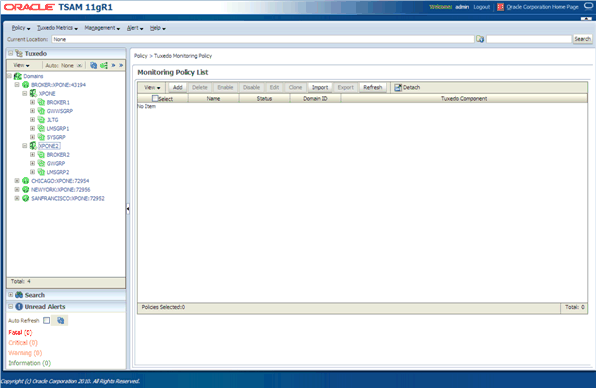 ORACLE TSAM 11gR1
Welcome admin Logout Oracle Corporation Home Page
Policy Tuxedo Metrics Management Alert Help
Current Location: None Search
Tuxedo
View Auto: None
Domains
BROKER:XPONE:43194
XPONE
BROKER1
GWWSGRP
JLTG
LMSGRP1
SYSGRP
XPONE2
BROKER2
GWGRP
LMSGRP2
CHICAGO:XPONE:72954
NEWYORK:XPONE:72956
SANFRANCISCO:XPONE:72952
Total: 4
Search
Unread Alerts
Auto Refresh
Fatal (0)
Critical (0)
Warning (0)
Information (0)
Policy > Tuxedo Monitoring Policy
Monitoring Policy List
View Add Delete Enable Disable Edit Clone Import Export Refresh Detach
Select Name Status Domain ID Tuxedo Component
No Item
Policies Selected:0 Total: 0
Copyright (c) Oracle Corporation 2010. All Rights Reserved.